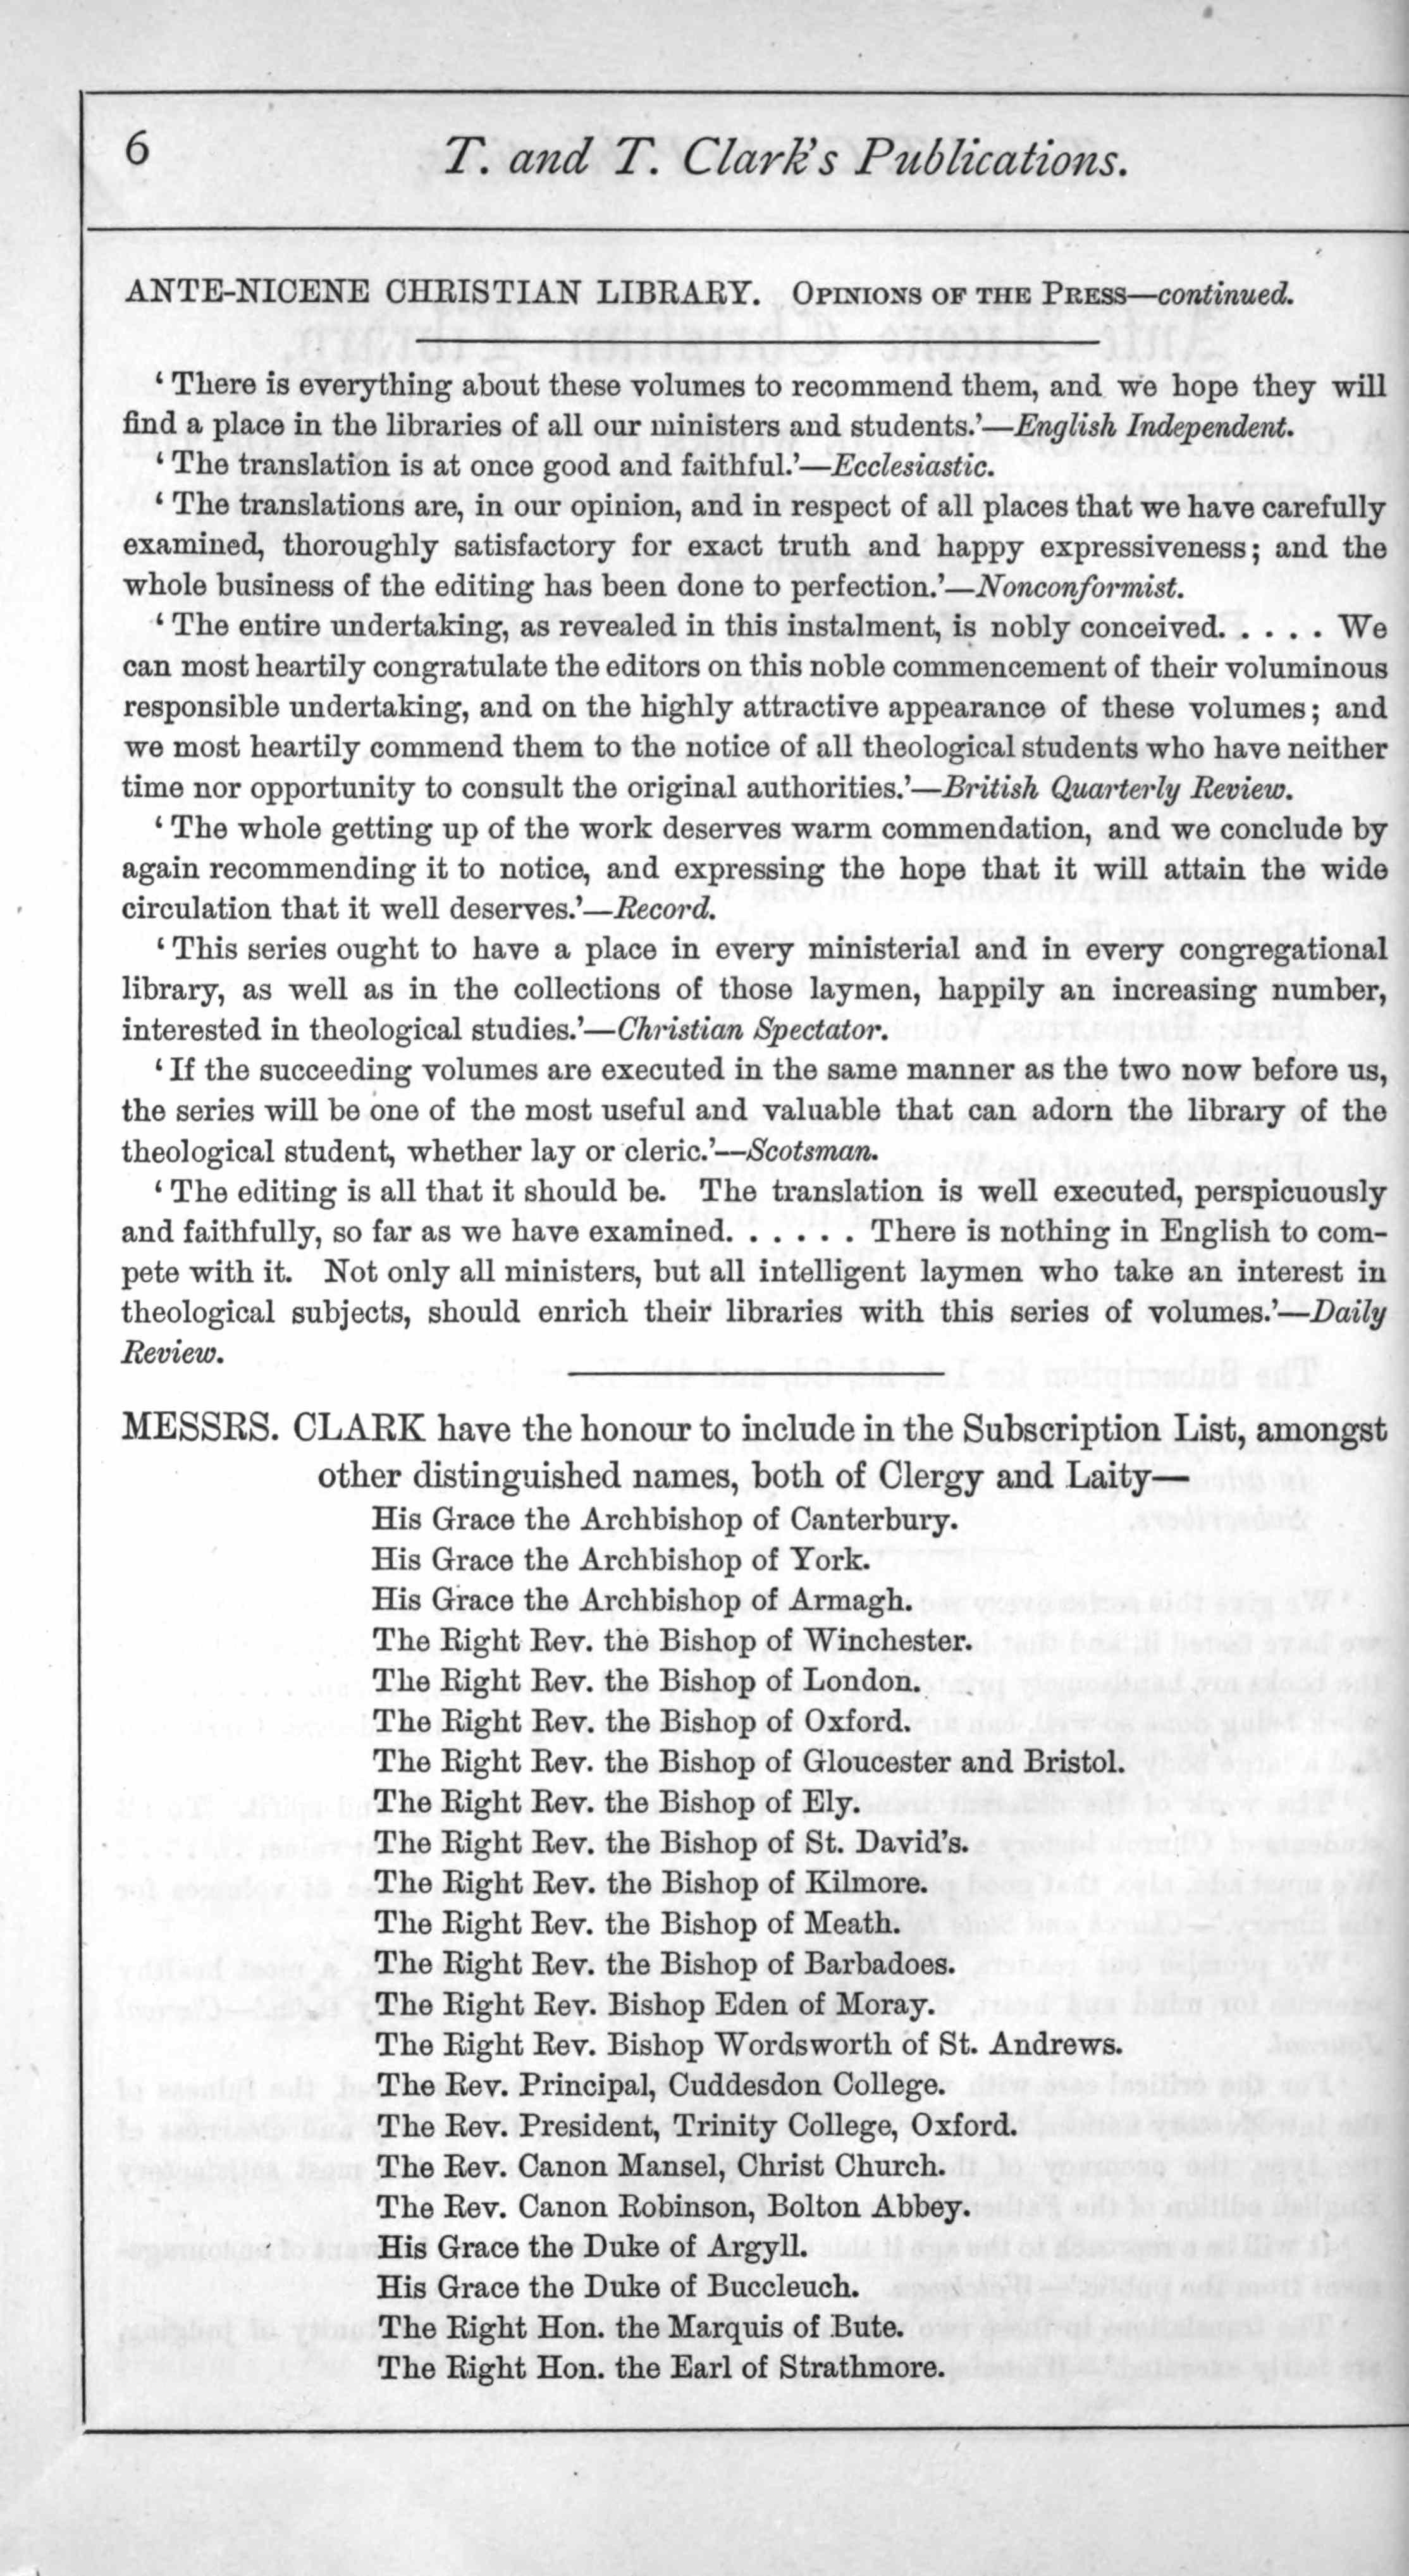 6
T. and T. Clark's Publications.
ANTE-NICENE CHRISTIAN LIBRARY. OPINIONS OF THE PRESS—continued.
‘There is everything about these volumes to recommend them, and we hope they will
find a place in the libraries of all our ministers and students.’—English Independent.
‘The translation is at once good and faithful.’—Ecclesiastic.
‘The translations are, in our opinion, and in respect of all places that we have carefully
examined, thoroughly satisfactory for exact truth and happy expressiveness; and the
whole business of the editing has been done to perfection.’—Nonconformist.
‘The entire undertaking, as revealed in this instalment, is nobly conceived. . . . . . We
can most heartily congratulate the editors on this noble commencement of their voluminous
responsible undertaking, and on the highly attractive appearance of these volumes; and
we most heartily commend them to the notice of all theological students who have neither
time nor opportunity to consult the original authorities.’—British Quarterly Review.
‘The whole getting up of the work deserves warm commendation, and we conclude by
again recommending it to notice, and expressing the hope that it will attain the wide
circulation that it well deserves.’—Record.
‘This series ought to have a place in every ministerial and in every congregational
library, as well as in the collections of those laymen, happily an increasing number,
interested in theological studies.’—Christian Spectator.
‘If the succeeding volumes are executed in the same manner as the two now before us,
the series will be one of the most useful and valuable that can adorn the library of the
theological student, whether lay or cleric.’—Scotsman.
‘The editing is all that it should be. The translation is well executed, perspicuously
and faithfully, so far as we have examined. . . . . . . There is nothing in English to com-
pete with it. Not only all ministers, but all intelligent laymen who take an interest in
theological subjects, should enrich their libraries with this series of volumes.’—Daily
Review.
MESSRS. CLARK have the honour to include in the Subscription List, amongst
other distinguished names, both of Clergy and Laity—
His Grace the Archbishop of Canterbury.
His Grace the Archbishop of York.
His Grace the Archbishop of Armagh.
The Right Rev. the Bishop of Winchester.
The Right Rev. the Bishop of London.
The Right Rev. the Bishop of Oxford.
The Right Rev. the Bishop of Gloucester and Bristol.
The Right Rev. the Bishop of Ely.
The Right Rev. the Bishop of St. David's.
The Right Rev. the Bishop of Kilmore.
The Right Rev. the Bishop of Meath.
The Right Rev. the Bishop of Barbadoes.
The Right Rev. Bishop Eden of Moray.
The Right Rev. Bishop Wordsworth of St. Andrews.
The Rev. Principal, Cuddesdon College.
The Rev. President, Trinity College, Oxford.
The Rev. Canon Mansel, Christ Church.
The Rev. Canon Robinson, Bolton Abbey.
His Grace the Duke of Argyll.
His Grace the Duke of Buccleuch.
The Right Hon. the Marquis of Bute.
The Right Hon. the Earl of Strathmore.